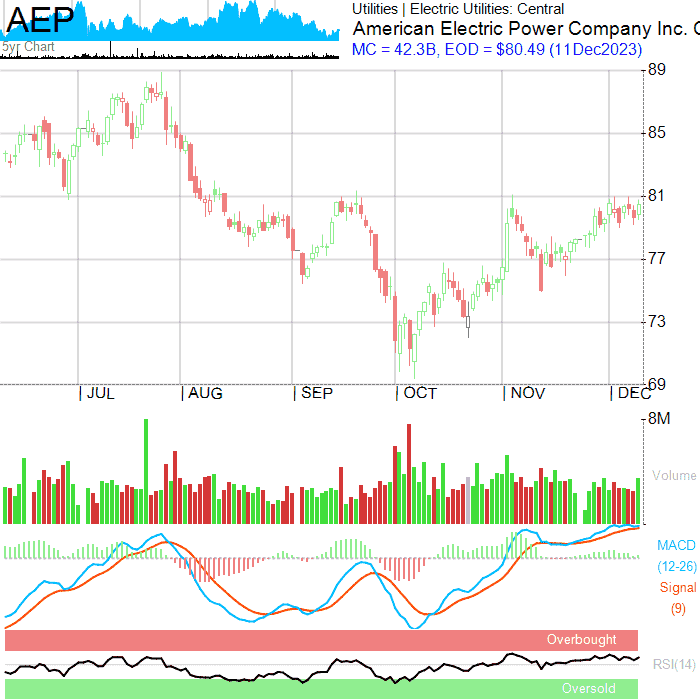 AEP
5yr Chart
Utilities | Electric Utilities: Central
American Electric Power Company Inc. C
MC = 42.3B, EOD = $80.49 (11Dec2023)
89
85
81
77
73
69
JUL
AUG
SEP
OCT
NOV
DEC
8M
Volume
MACD
(12-26)
Signal
(9)
Overbought
RSI(14)
Oversold